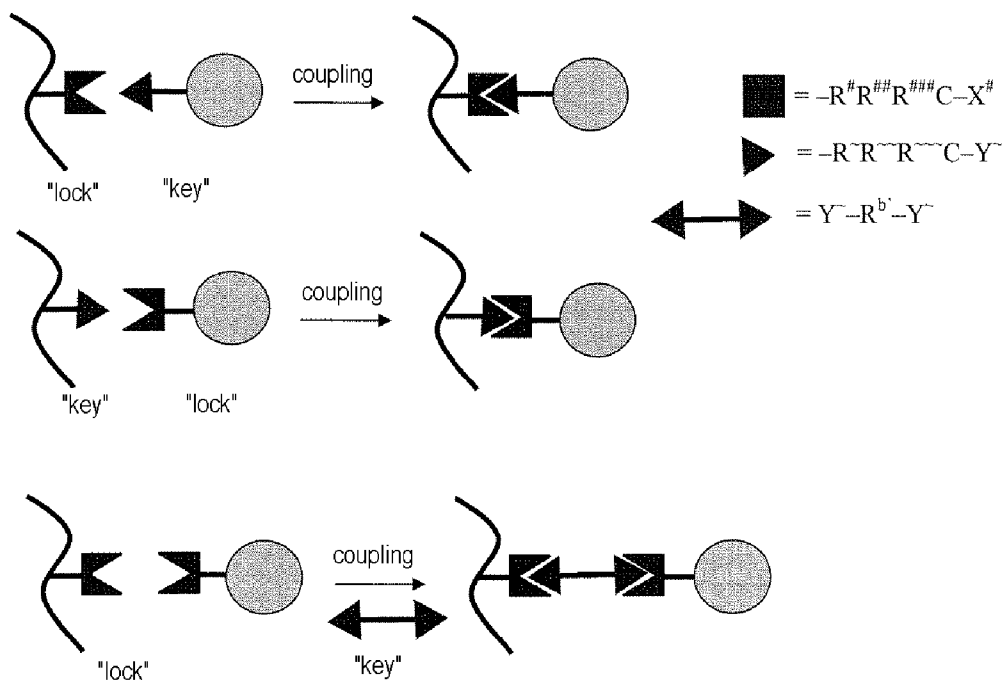 coupling
"lock" "key"
= –R#R##R###C–X#
= –R~R~~R~~~C–Y~
= Y~–Rb'–Y~
coupling
"key" "lock"
coupling
"lock" "key"